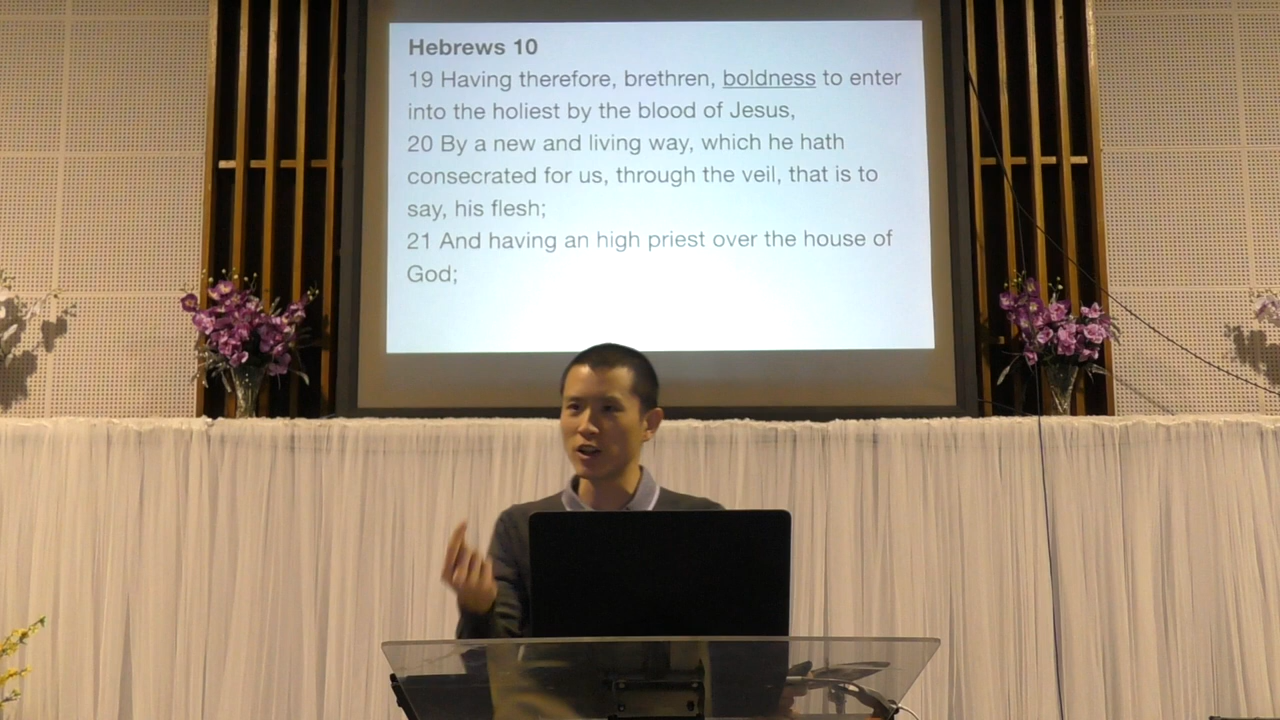 Hebrews 10
19 Having therefore, brethren, boldness to enter
into the holiest by the blood of Jesus,
20 By a new and living way, which he hath
consecrated for us, through the veil, that is to
say, his flesh;
21 And having an high priest over the house of
God;